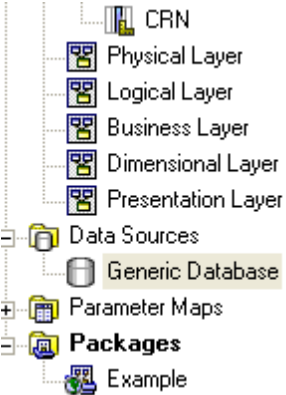 CRN
Physical Layer
Logical Layer
Business Layer
Dimensional Layer
Presentation Layer
Data Sources
Generic Database
Parameter Maps
Packages
Example